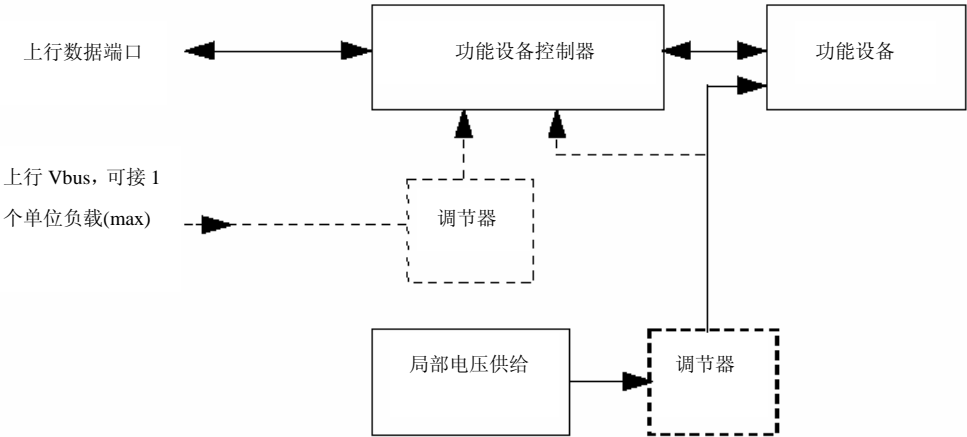 上行数据端口
功能设备控制器
功能设备
上行 Vbus，可接 1
个单位负载(max)
调节器
局部电压供给
调节器